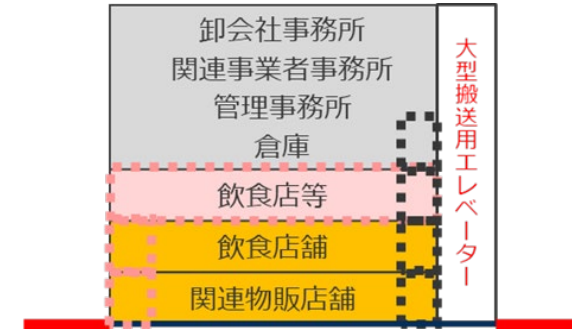 卸会社事務所
関連事業者事務所
管理事務所
倉庫
飲食店等
飲食店舗
関連物販店舗
大型搬送用エレベーター